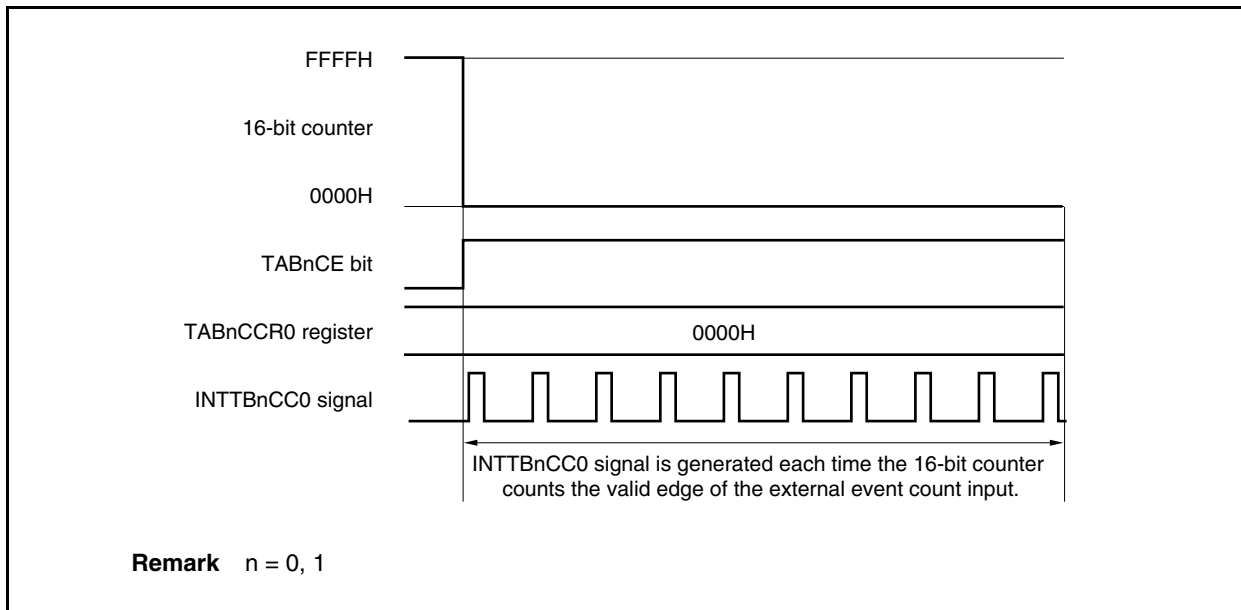 FFFFH
16-bit counter
0000H
TABnCE bit
TABnCCR0 register
0000H
INTTBnCC0 signal
INTTBnCC0 signal is generated each time the 16-bit counter
counts the valid edge of the external event count input.
Remark n = 0, 1